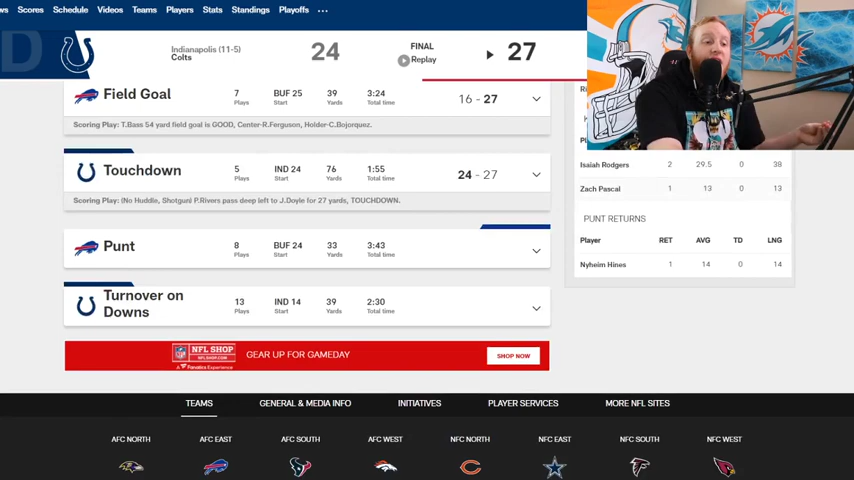 Scores Schedule Videos Teams Players Stats Standings Playoffs ...
Indianapolis (11-5)
Colts
24
FINAL
Replay
27
Field Goal 7 BUF 25 39 3:24 16 - 27
Plays Start Yards Total time
Scoring Play: T.Bass 54 yard field goal is GOOD, Center-R.Ferguson, Holder-C.Bojorquez.
Touchdown 5 IND 24 76 1:55 24 - 27
Plays Start Yards Total time
Scoring Play: (No Huddle, Shotgun) P.Rivers pass deep left to J.Doyle for 27 yards, TOUCHDOWN.
Punt 8 BUF 24 33 3:43
Plays Start Yards Total time
Turnover on Downs 13 IND 14 39 2:30
Plays Start Yards Total time
Isaiah Rodgers 2 29.5 0 38
Zach Pascal 1 13 0 13
PUNT RETURNS
Player RET AVG TD LNG
Nyheim Hines 1 14 0 14
NFL SHOP
NFLSHOP.COM
A Fanatics Experience
GEAR UP FOR GAMEDAY
SHOP NOW
TEAMS GENERAL & MEDIA INFO INITIATIVES PLAYER SERVICES MORE NFL SITES
AFC NORTH AFC EAST AFC SOUTH AFC WEST NFC NORTH NFC EAST NFC SOUTH NFC WEST